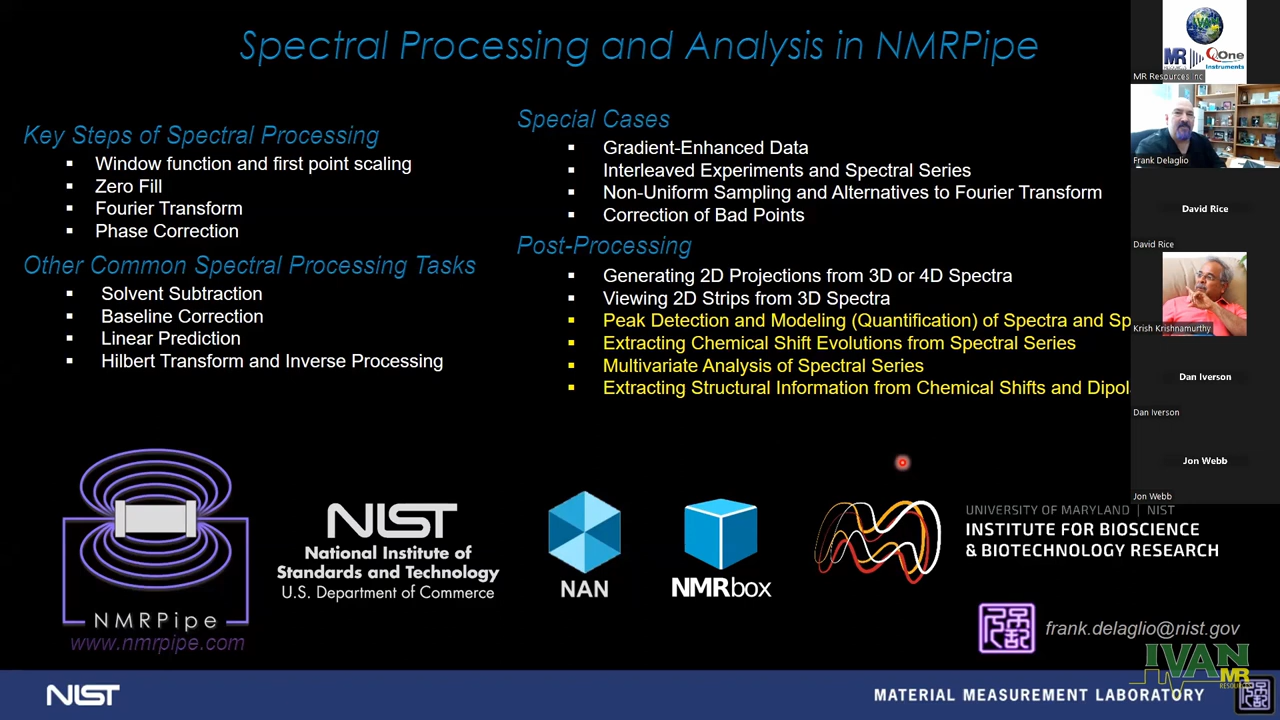 Spectral Processing and Analysis in NMRPipe
Key Steps of Spectral Processing
Window function and first point scaling
Zero Fill
Fourier Transform
Phase Correction
Other Common Spectral Processing Tasks
Solvent Subtraction
Baseline Correction
Linear Prediction
Hilbert Transform and Inverse Processing
Special Cases
Gradient-Enhanced Data
Interleaved Experiments and Spectral Series
Non-Uniform Sampling and Alternatives to Fourier Transform
Correction of Bad Points
Post-Processing
Generating 2D Projections from 3D or 4D Spectra
Viewing 2D Strips from 3D Spectra
Peak Detection and Modeling (Quantification) of Spectra and Sp
Extracting Chemical Shift Evolutions from Spectral Series
Multivariate Analysis of Spectral Series
Extracting Structural Information from Chemical Shifts and Dipol
MR
QOne
Instruments
MR Resources Inc
Frank Delaglio
David Rice
David Rice
Krish Krishnamurthy
Dan Iverson
Dan Iverson
Jon Webb
Jon Webb
NMRPipe
www.nmrpipe.com
NIST
National Institute of
Standards and Technology
U.S. Department of Commerce
NAN
NMRbox
UNIVERSITY OF MARYLAND | NIST
INSTITUTE FOR BIOSCIENCE
& BIOTECHNOLOGY RESEARCH
frank.delaglio@nist.gov
IVAN
MR
NIST
MATERIAL MEASUREMENT LABORATORY